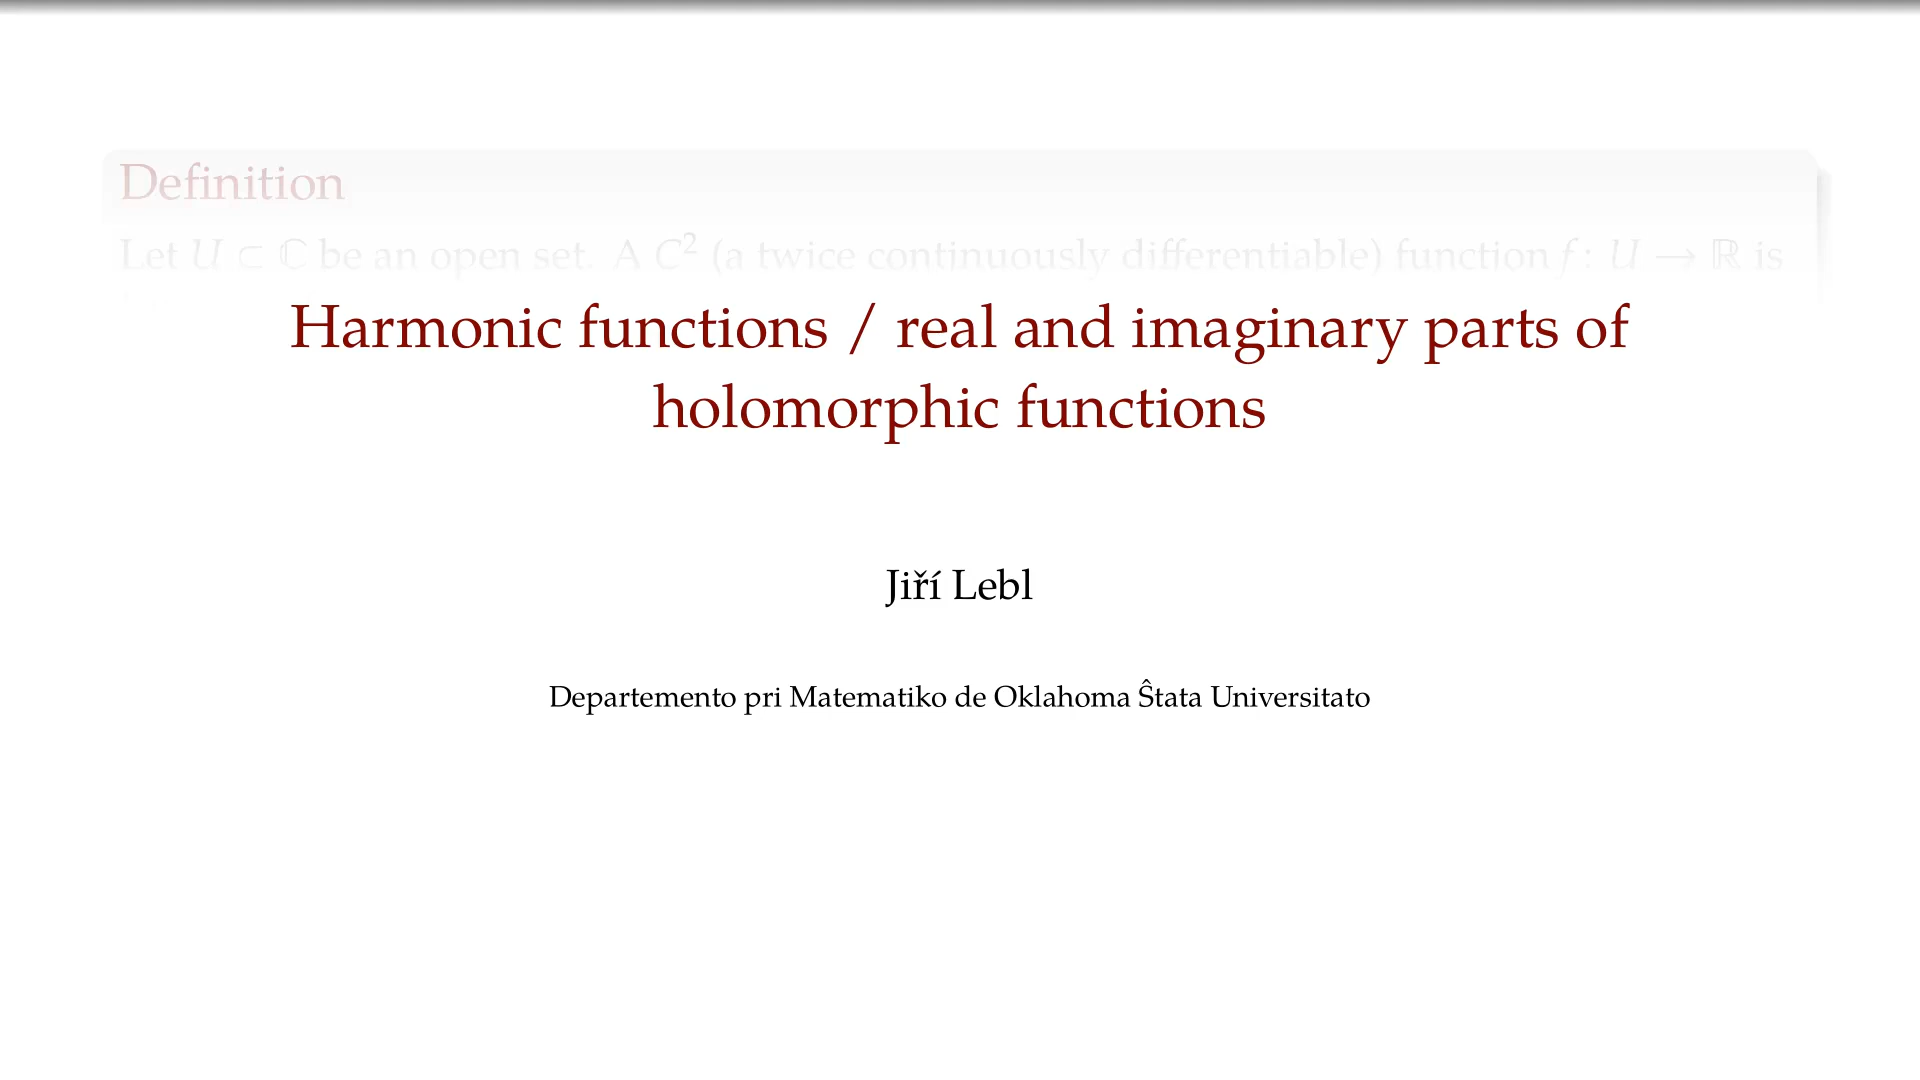 Definition
Let U ⊂ ℂ be an open set. A C² (a twice continuously differentiable) function f : U → ℝ is
Harmonic functions / real and imaginary parts of
holomorphic functions
Jiří Lebl
Departemento pri Matematiko de Oklahoma Ŝtata Universitato